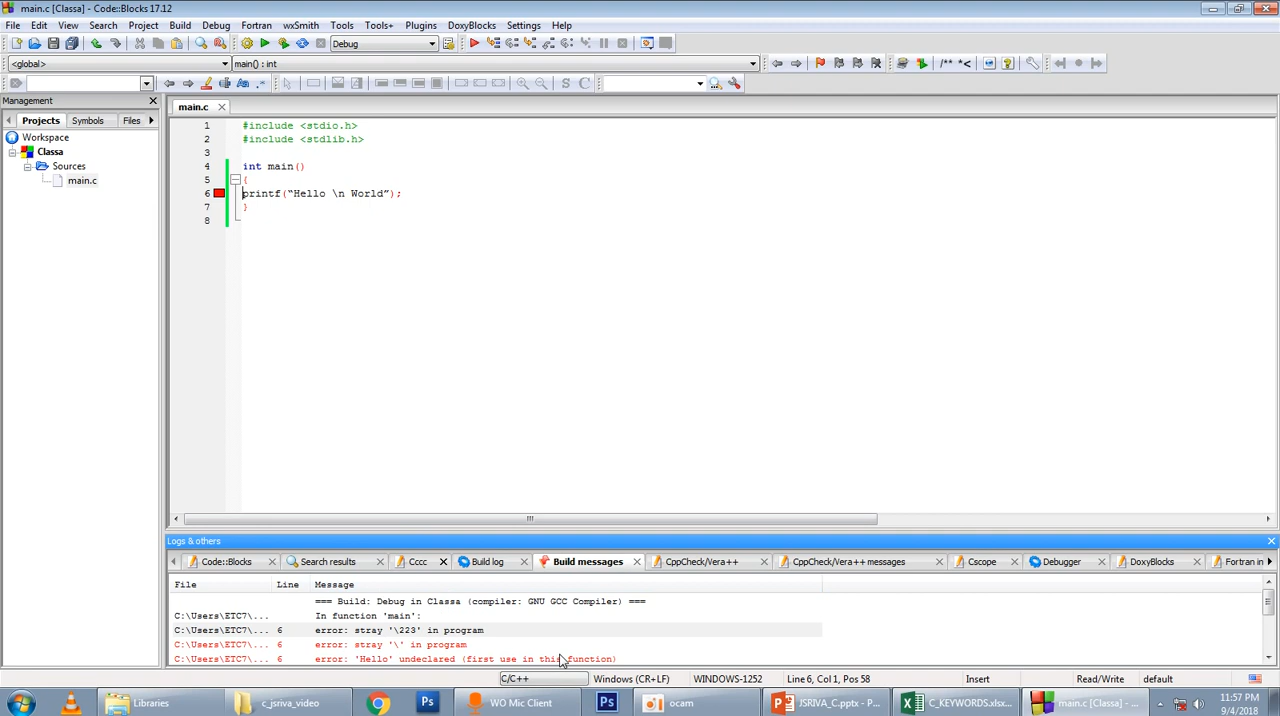 main.c [Classa] - Code::Blocks 17.12
File Edit View Search Project Build Debug Fortran wxSmith Tools Tools+ Plugins DoxyBlocks Settings Help
Debug
<global> main() : int /** *<
.* S C
Management
Projects Symbols Files
main.c
Workspace
Classa
Sources
main.c
1 #include <stdio.h>
2 #include <stdlib.h>
3
4 int main()
5 {
6 printf(“Hello \n World”);
7 }
8
Logs & others
Code::Blocks Search results Cccc Build log Build messages CppCheck/Vera++ CppCheck/Vera++ messages Cscope Debugger DoxyBlocks Fortran in
File Line Message
=== Build: Debug in Classa (compiler: GNU GCC Compiler) ===
C:\Users\ETC7\... In function 'main':
C:\Users\ETC7\... 6 error: stray '\223' in program
C:\Users\ETC7\... 6 error: stray '\' in program
C:\Users\ETC7\... 6 error: 'Hello' undeclared (first use in this function)
C/C++ Windows (CR+LF) WINDOWS-1252 Line 6, Col 1, Pos 58 Insert Read/Write default
Libraries c_jsriva_video Ps WO Mic Client Ps ocam JSRIVA_C.pptx - P... C_KEYWORDS.xlsx... main.c [Classa] - ... 11:57 PM
9/4/2018